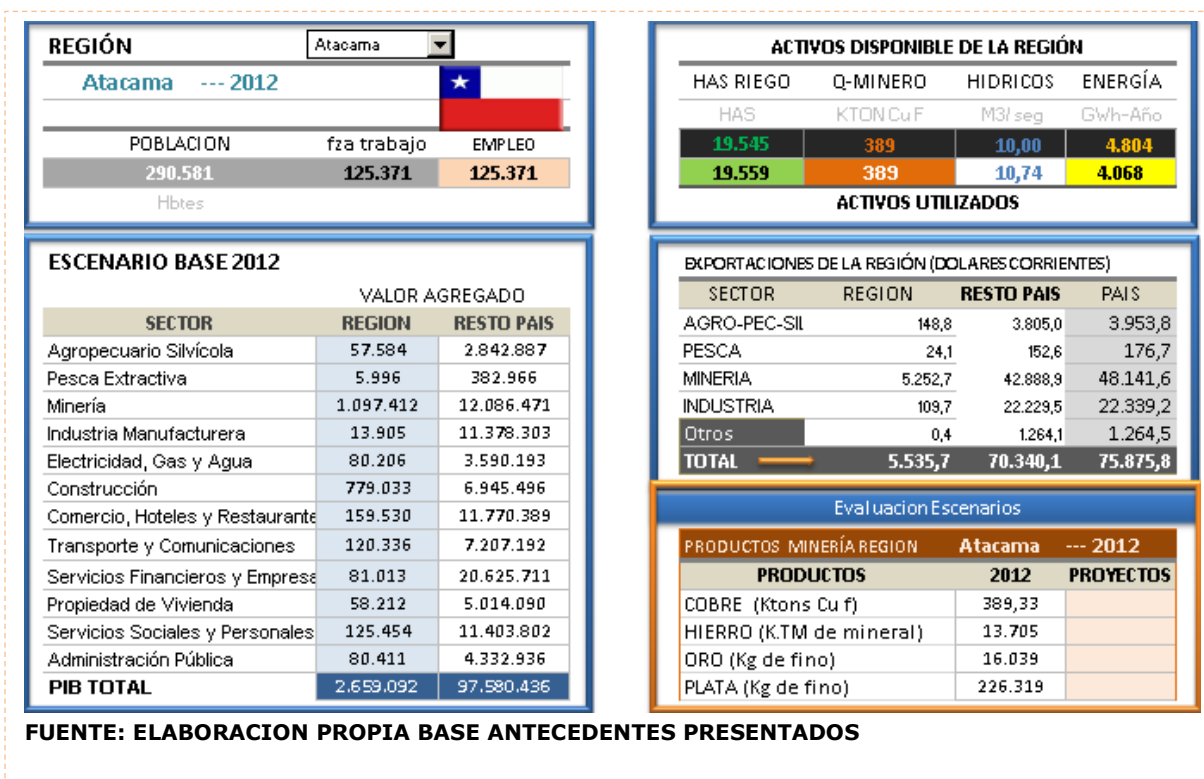 REGIÓN Atacama
Atacama --- 2012
POBLACION fza trabajo EMPLEO
290.581 125.371 125.371
Hbtes
ACTIVOS DISPONIBLE DE LA REGIÓN
HAS RIEGO Q-MINERO HIDRICOS ENERGÍA
HAS KTON Cu F M3/ seg GWh-Año
19.545 389 10,00 4.804
19.559 389 10,74 4.068
ACTIVOS UTILIZADOS
ESCENARIO BASE 2012
VALOR AGREGADO
SECTOR REGION RESTO PAIS
Agropecuario Silvícola 57.584 2.842.887
Pesca Extractiva 5.996 382.966
Minería 1.097.412 12.086.471
Industria Manufacturera 13.905 11.378.303
Electricidad, Gas y Agua 80.206 3.590.193
Construcción 779.033 6.945.496
Comercio, Hoteles y Restaurante 159.530 11.770.389
Transporte y Comunicaciones 120.336 7.207.192
Servicios Financieros y Empresa 81.013 20.625.711
Propiedad de Vivienda 58.212 5.014.090
Servicios Sociales y Personales 125.454 11.403.802
Administración Pública 80.411 4.332.936
PIB TOTAL 2.659.092 97.580.436
EXPORTACIONES DE LA REGIÓN (DOLARES CORRIENTES)
SECTOR REGION RESTO PAIS PAIS
AGRO-PEC-SIL 148,8 3.805,0 3.953,8
PESCA 24,1 152,6 176,7
MINERIA 5.252,7 42.888,9 48.141,6
INDUSTRIA 109,7 22.229,5 22.339,2
Otros 0,4 1.264,1 1.264,5
TOTAL 5.535,7 70.340,1 75.875,8
Evaluacion Escenarios
PRODUCTOS MINERÍA REGION Atacama --- 2012
PRODUCTOS 2012 PROYECTOS
COBRE (Ktons Cu f) 389,33
HIERRO (K.TM de mineral) 13.705
ORO (Kg de fino) 16.039
PLATA (Kg de fino) 226.319
FUENTE: ELABORACION PROPIA BASE ANTECEDENTES PRESENTADOS